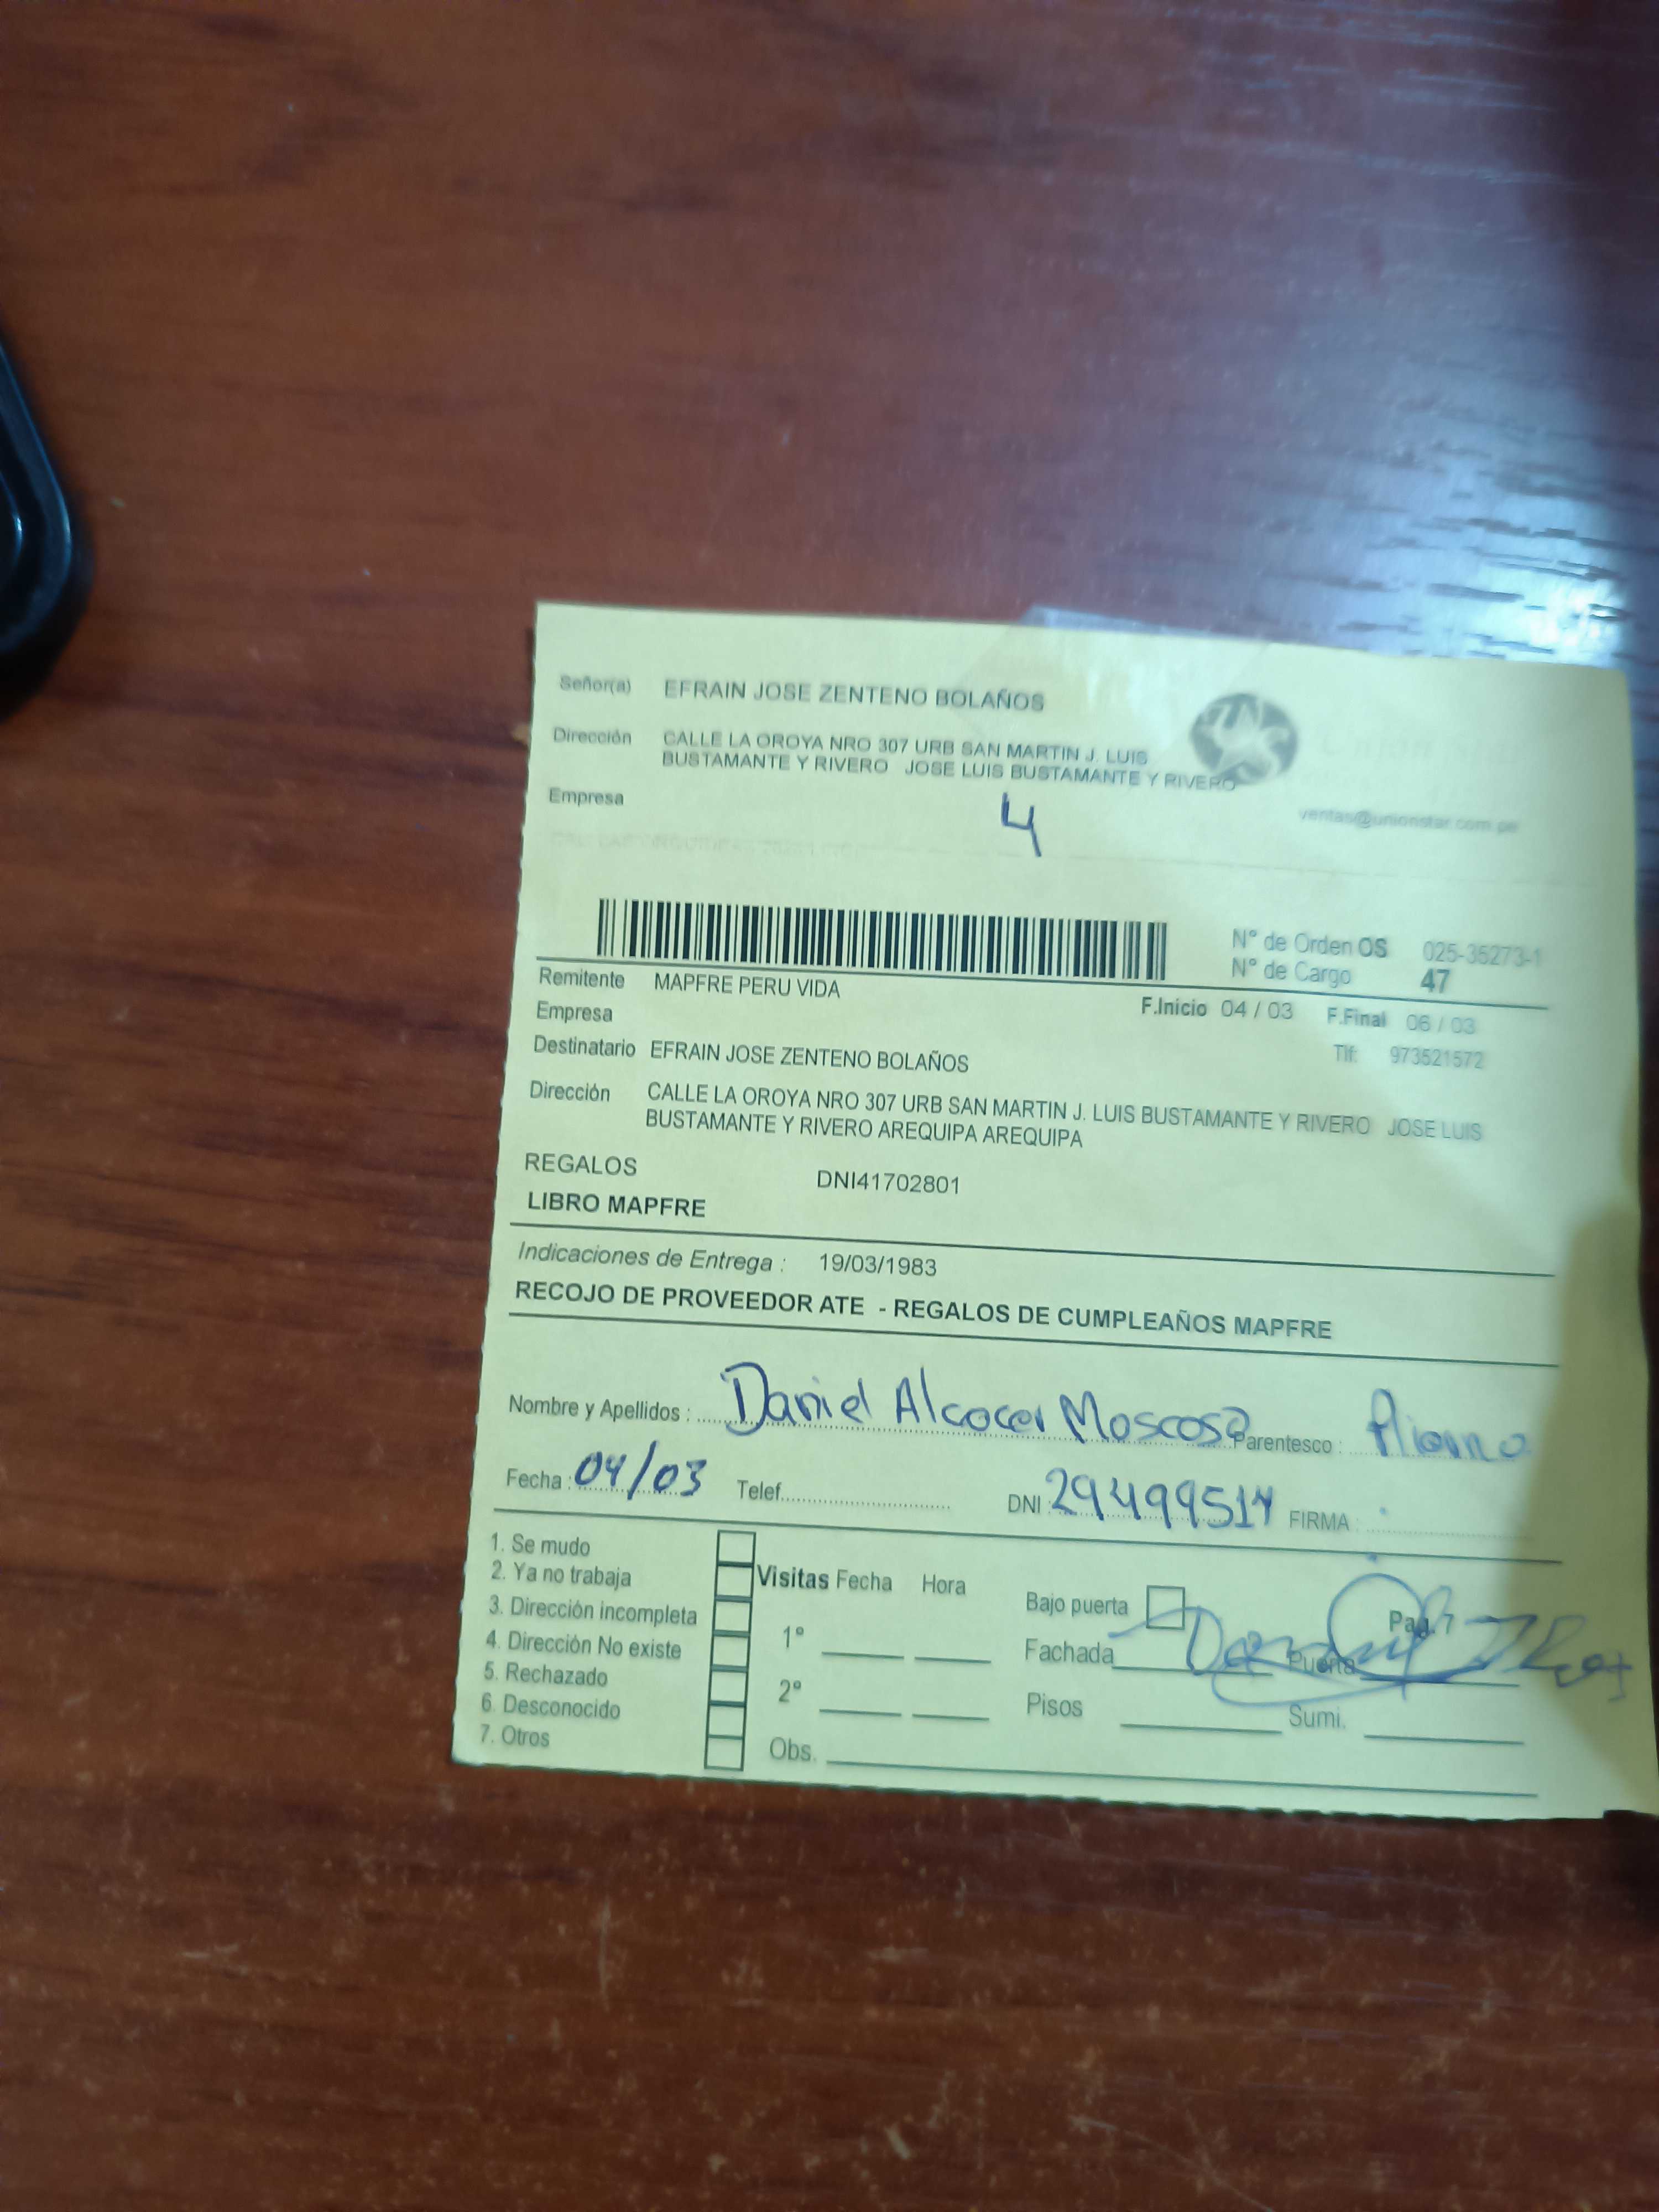 Señor(a) EFRAIN JOSE ZENTENO BOLAÑOS
Dirección CALLE LA OROYA NRO 307 URB SAN MARTIN J. LUIS
BUSTAMANTE Y RIVERO JOSE LUIS BUSTAMANTE Y RIVERO
Empresa
4
ventas@unionstar.com.pe
N° de Orden OS 025-35273-1
N° de Cargo 47
Remitente MAPFRE PERU VIDA
F.Inicio 04 / 03 F.Final 06 / 03
Empresa
Tlf: 973521572
Destinatario EFRAIN JOSE ZENTENO BOLAÑOS
Dirección CALLE LA OROYA NRO 307 URB SAN MARTIN J. LUIS BUSTAMANTE Y RIVERO JOSE LUIS
BUSTAMANTE Y RIVERO AREQUIPA AREQUIPA
REGALOS DNI41702801
LIBRO MAPFRE
Indicaciones de Entrega : 19/03/1983
RECOJO DE PROVEEDOR ATE - REGALOS DE CUMPLEAÑOS MAPFRE
Nombre y Apellidos : Daniel Alcocer Moscoso Parentesco :
Fecha : 04/03 Telef. DNI : 29499514 FIRMA :
1. Se mudo
2. Ya no trabaja
3. Dirección incompleta
4. Dirección No existe
5. Rechazado
6. Desconocido
7. Otros
Visitas Fecha Hora
1°
2°
Obs.
Bajo puerta
Pag. 7
Fachada Puerta
Pisos Sumi.